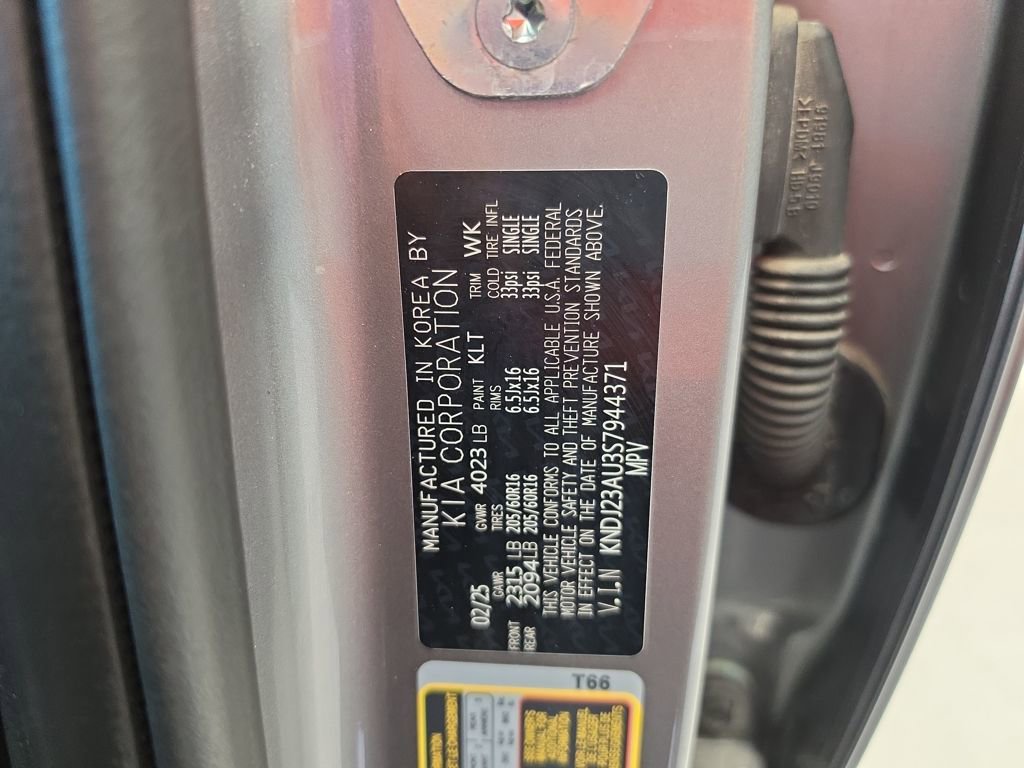 MANUFACTURED IN KOREA BY
KIA CORPORATION
02/25 GVWR 4023 LB PAINT KLT TRIM WK
GAWR TIRES RIMS COLD TIRE INFL
FRONT 2315 LB 205/60R16 6.5Jx16 33psi SINGLE
REAR 2094LB 205/60R16 6.5Jx16 33psi SINGLE
THIS VEHICLE CONFORMS TO ALL APPLICABLE U.S.A. FEDERAL
MOTOR VEHICLE SAFETY AND THEFT PREVENTION STANDARDS
IN EFFECT ON THE DATE OF MANUFACTURE SHOWN ABOVE.
V.I.N KNDJ23AU3S7944371
MPV
T66
91961 J9010